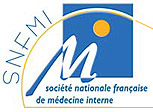 SNFMI
société nationale française
de médecine interne